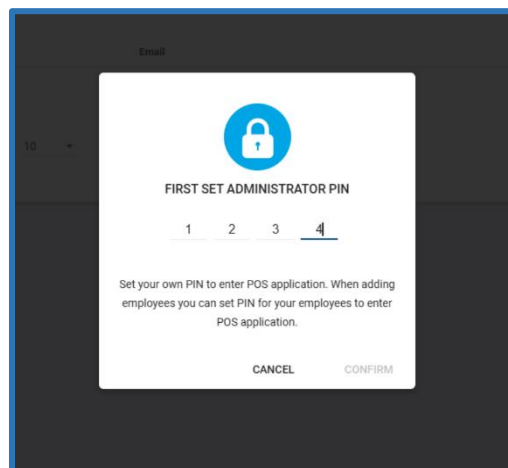 Email
10
FIRST SET ADMINISTRATOR PIN
1 2 3 4
Set your own PIN to enter POS application. When adding
employees you can set PIN for your employees to enter
POS application.
CANCEL CONFIRM